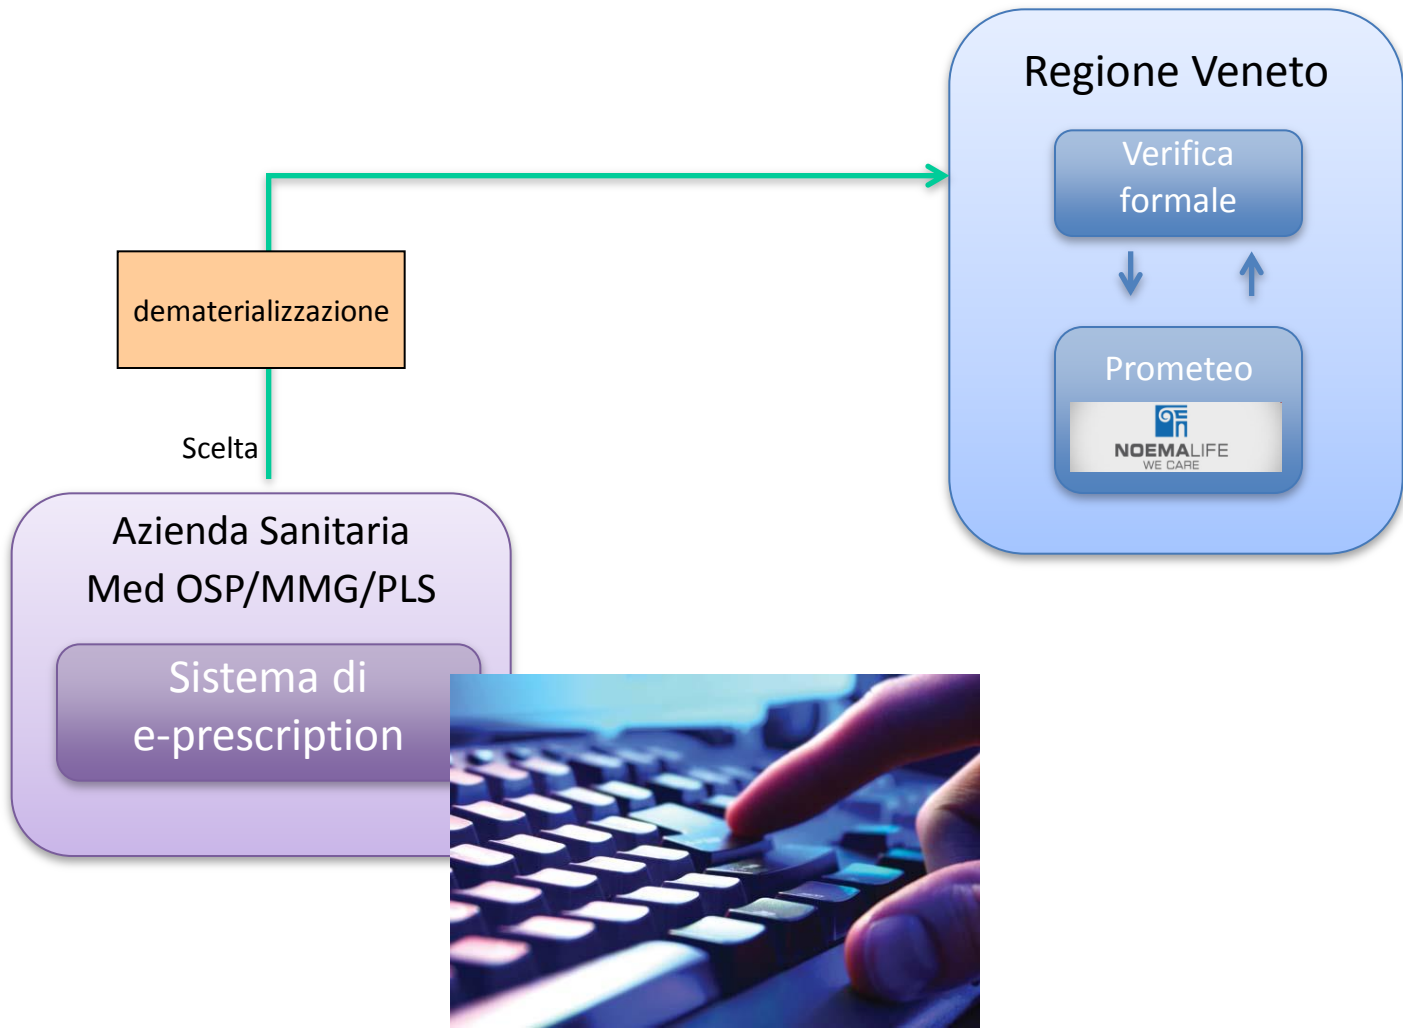 Regione Veneto
Verifica
formale
dematerializzazione
Prometeo
NOEMALIFE
WE CARE
Scelta
Azienda Sanitaria
Med OSP/MMG/PLS
Sistema di
e-prescription